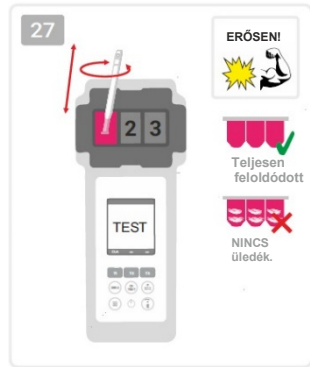 27
ERŐSEN!
2 3
Teljesen
feloldódott
TEST
NINCS
üledék.